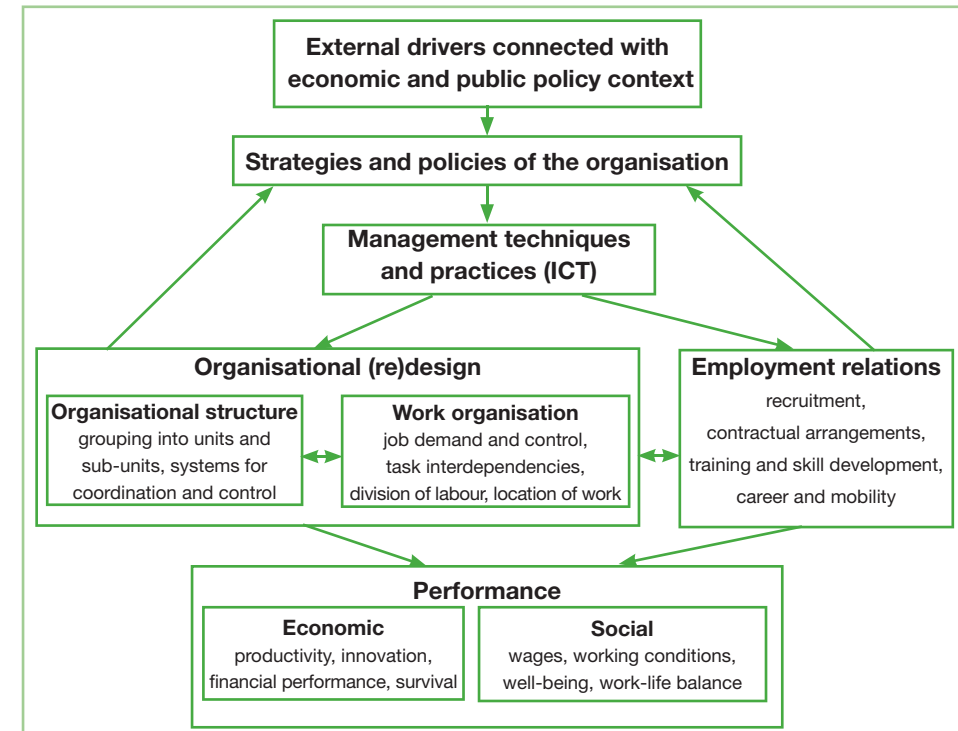 External drivers connected with
economic and public policy context
Strategies and policies of the organisation
Management techniques
and practices (ICT)
Organisational (re)design
Organisational structure
grouping into units and
sub-units, systems for
coordination and control
Work organisation
job demand and control,
task interdependencies,
division of labour, location of work
Employment relations
recruitment,
contractual arrangements,
training and skill development,
career and mobility
Performance
Economic
productivity, innovation,
financial performance, survival
Social
wages, working conditions,
well-being, work-life balance